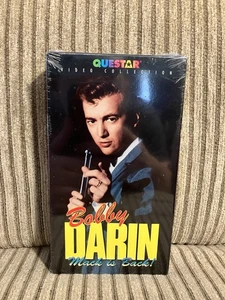 QUESTAR
VIDEO COLLECTION
Bobby
DARIN
Mack is Back!